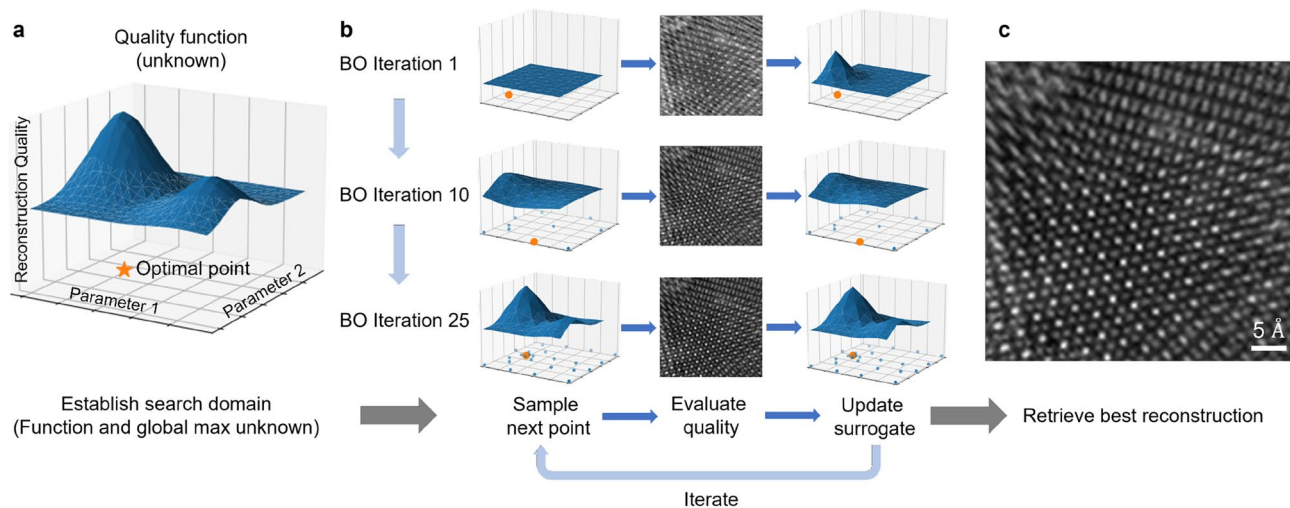 a
Quality function
(unknown)
Reconstruction Quality
Optimal point
Parameter 1
Parameter 2
Establish search domain
(Function and global max unknown)
b
BO Iteration 1
BO Iteration 10
BO Iteration 25
Sample
next point
Evaluate
quality
Update
surrogate
Iterate
c
5 Å
Retrieve best reconstruction